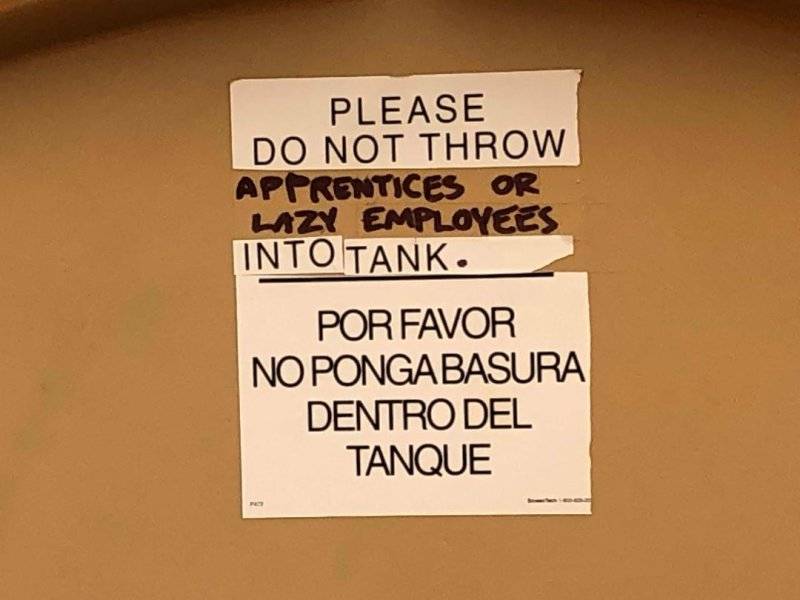 PLEASE
DO NOT THROW
APPRENTICES OR
LAZY EMPLOYEES
INTO TANK.
POR FAVOR
NO PONGA BASURA
DENTRO DEL
TANQUE